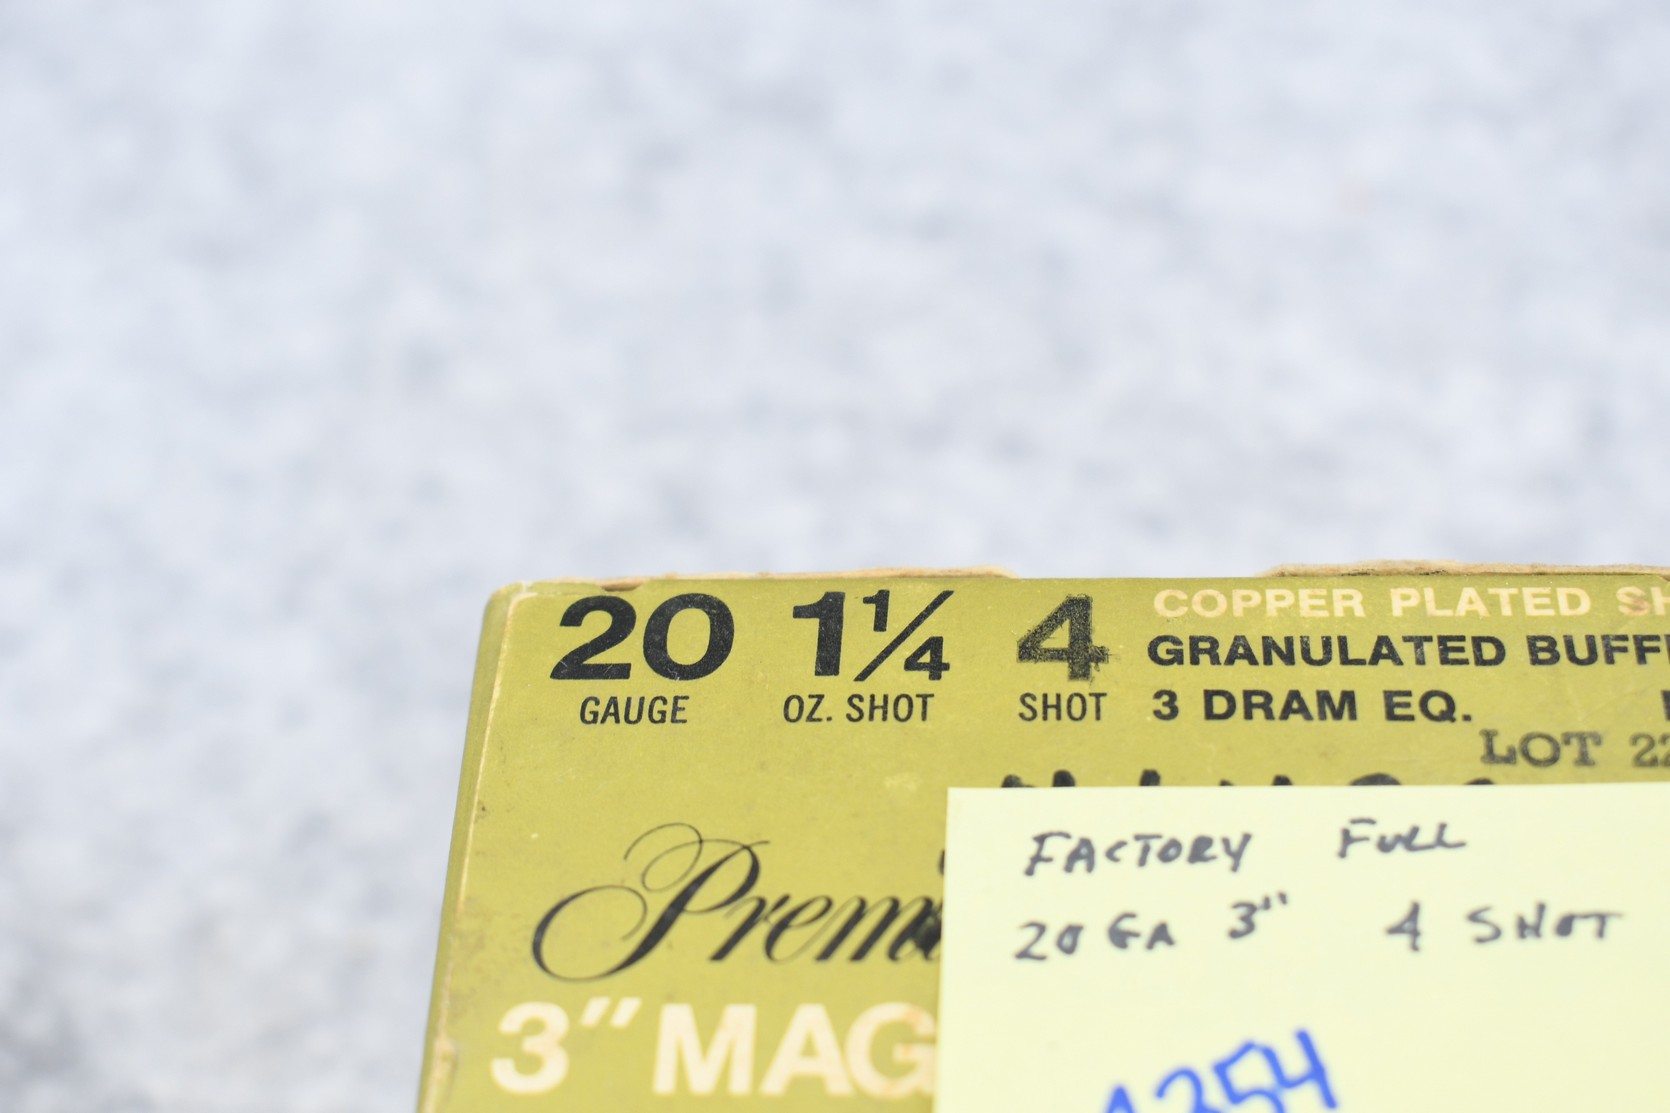 20 1¼ 4
GAUGE OZ. SHOT SHOT
COPPER PLATED
GRANULATED
3 DRAM EQ.
LOT
3" MAG
FACTORY FULL
20 GA 3" 4 SHOT